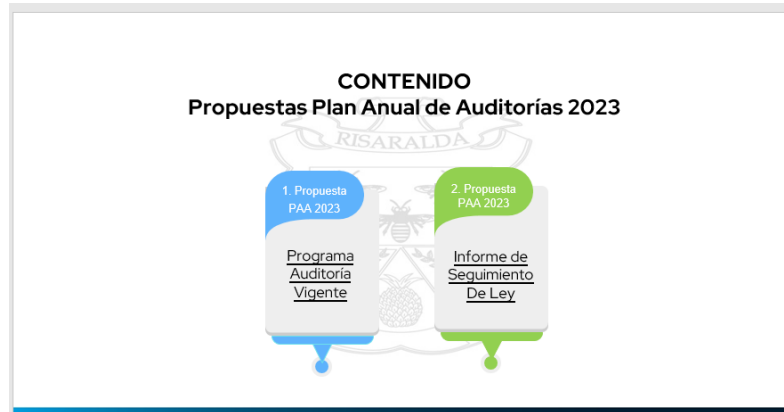 CONTENIDO
Propuestas Plan Anual de Auditorías 2023
RISARALDA
1. Propuesta
PAA 2023
Programa
Auditoría
Vigente
2. Propuesta
PAA 2023
Informe de
Seguimiento
De Ley